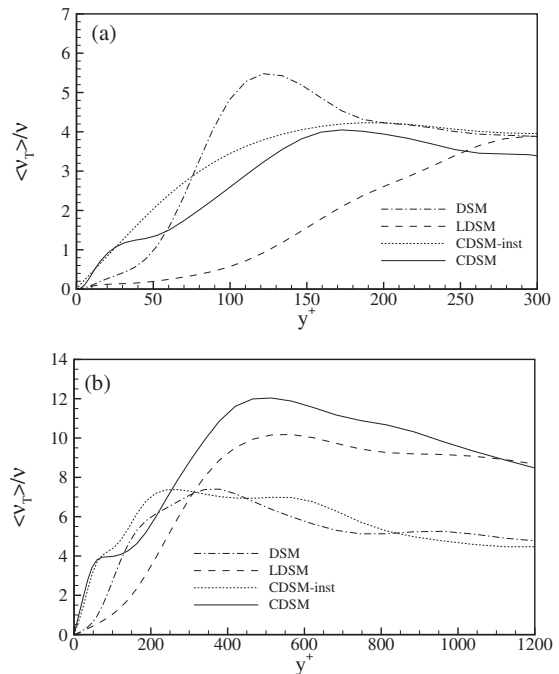 (a)
7
6
5
4
3
2
1
0
<ν_T>/ν
DSM
LDSM
CDSM-inst
CDSM
0 50 100 150 200 250 300
y⁺
(b)
14
12
10
8
6
4
2
0
<ν_T>/ν
DSM
LDSM
CDSM-inst
CDSM
0 200 400 600 800 1000 1200
y⁺